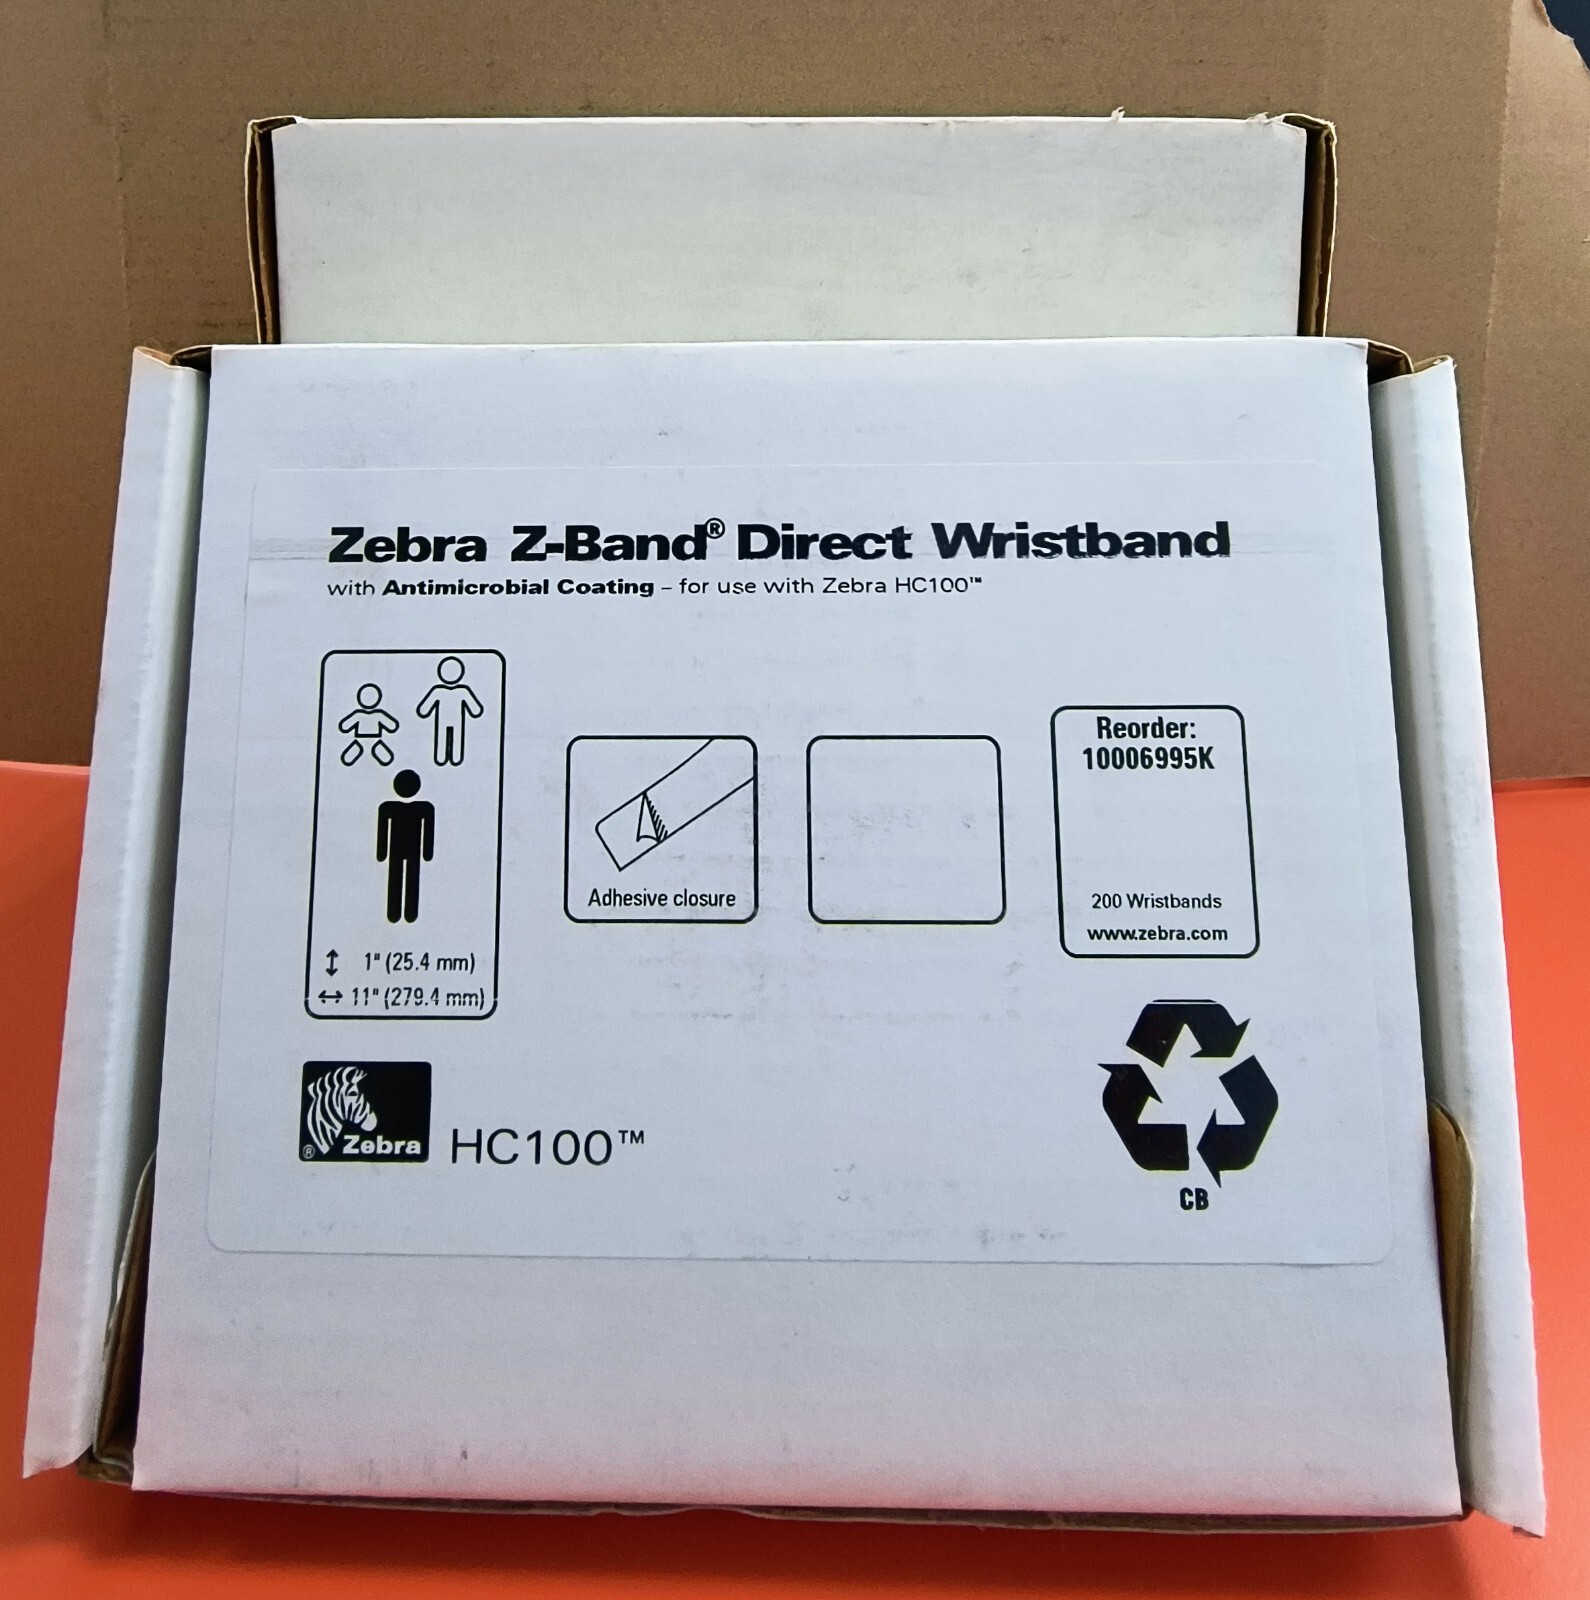 Zebra Z-Band® Direct Wristband
with Antimicrobial Coating – for use with Zebra HC100™
1" (25.4 mm)
11" (279.4 mm)
Adhesive closure
Reorder:
10006995K
200 Wristbands
www.zebra.com
Zebra
®
HC100™
CB